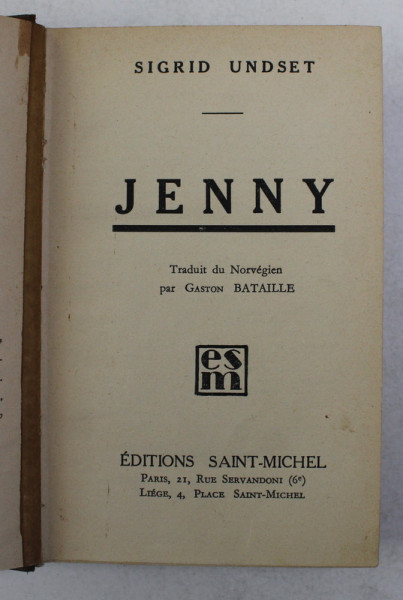 SIGRID UNDSET
JENNY
Traduit du Norvégien
par GASTON BATAILLE
es
m
ÉDITIONS SAINT-MICHEL
PARIS, 21, RUE SERVANDONI (6e)
LIÉGE, 4, PLACE SAINT-MICHEL